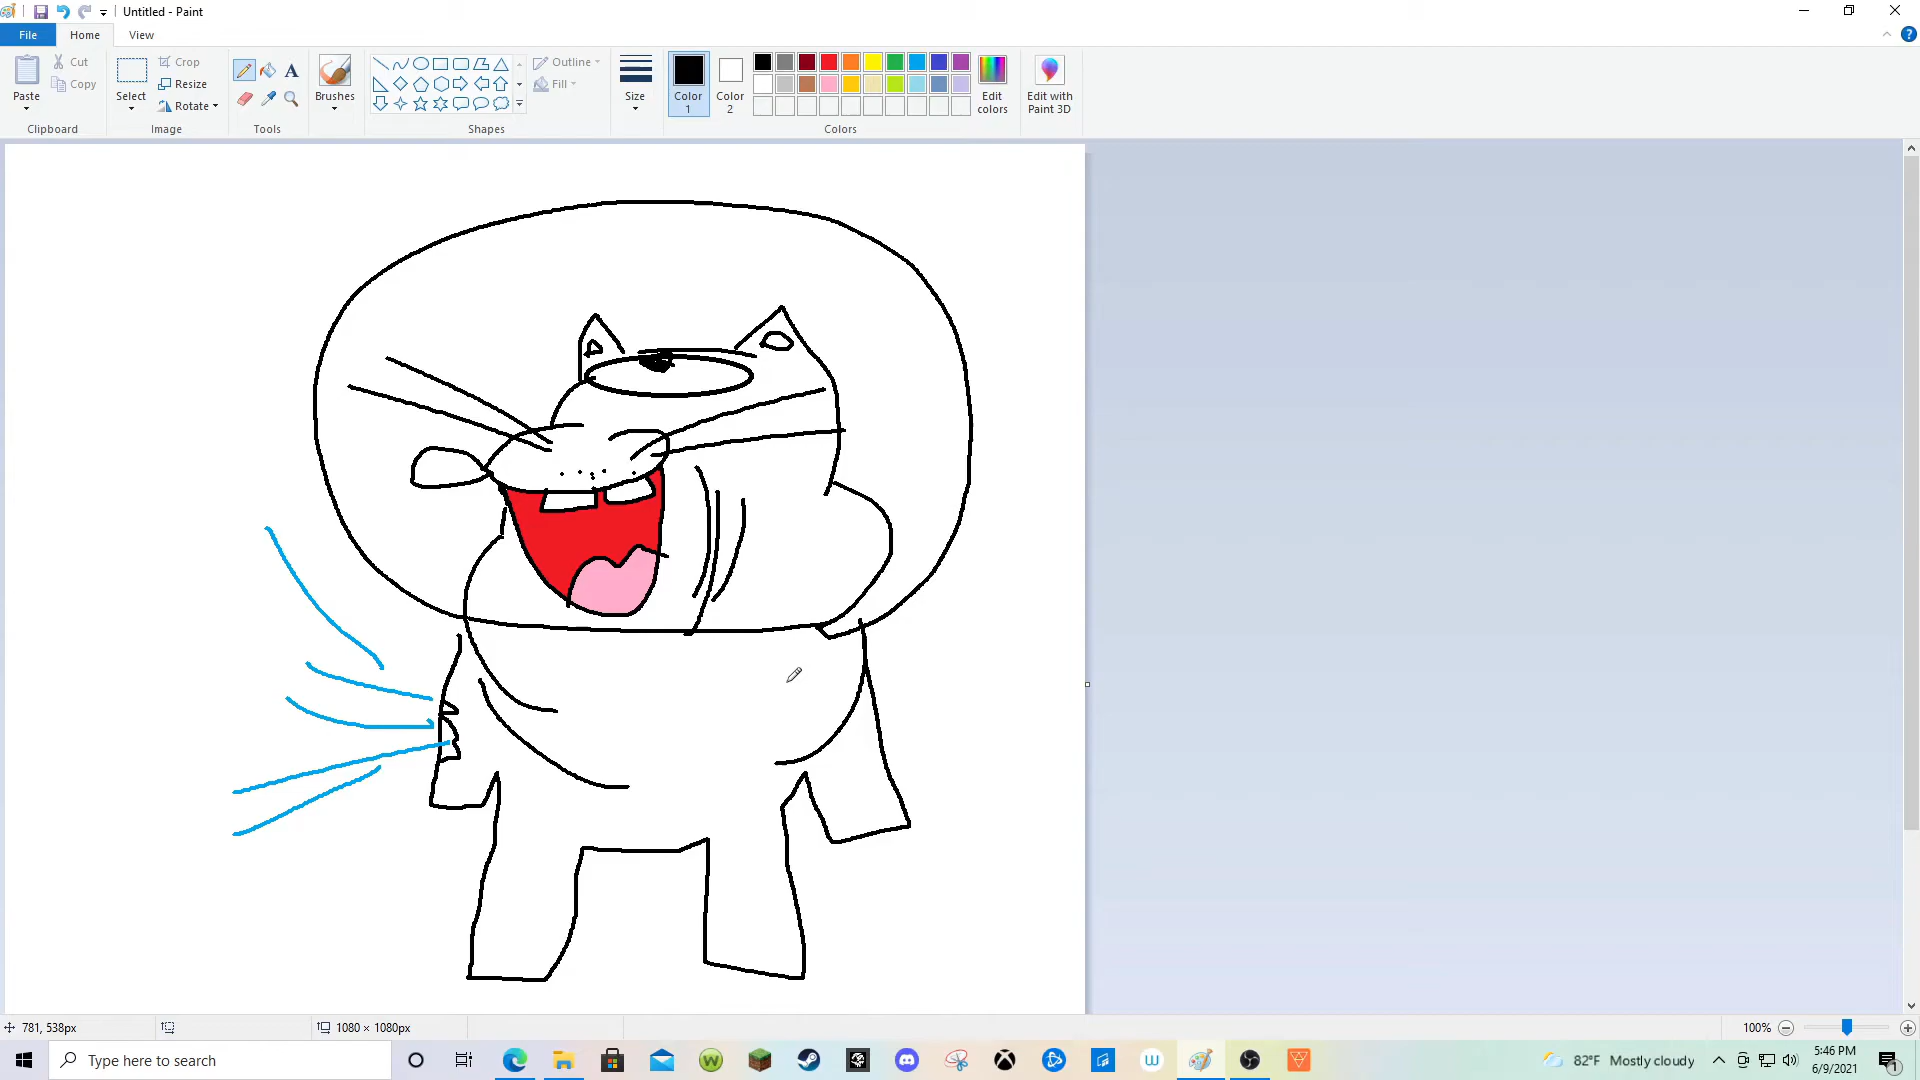 Untitled - Paint
File Home View
Paste
Cut
Copy
Clipboard
Select
Crop
Resize
Rotate
Image
Tools
Brushes
Shapes
Outline
Fill
Size
Color 1
Color 2
Edit colors
Colors
Edit with Paint 3D
781, 538px
1080 × 1080px
100%
Type here to search
82°F Mostly cloudy
5:46 PM
6/9/2021